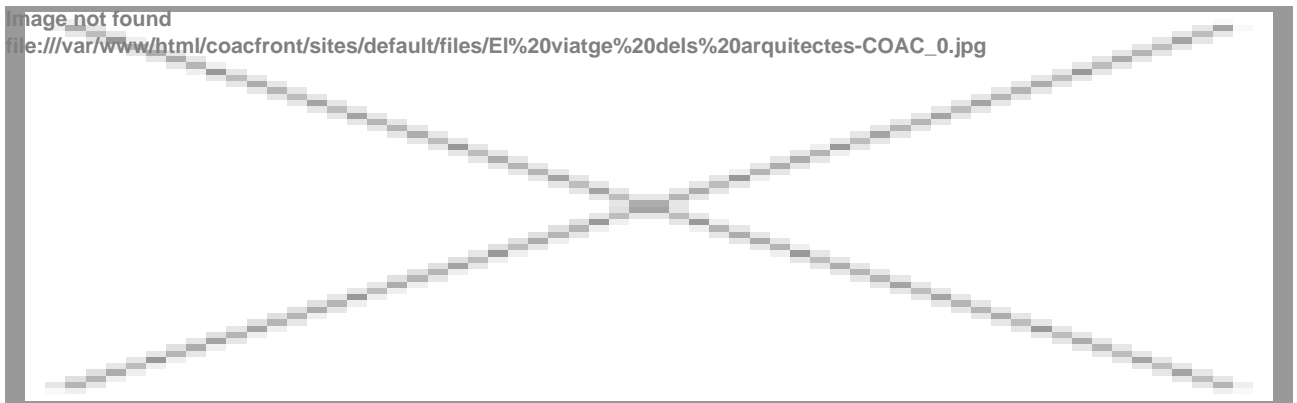 Image not found
file:///var/www/html/coacfront/sites/default/files/El%20viatge%20dels%20arquitectes-COAC_0.jpg